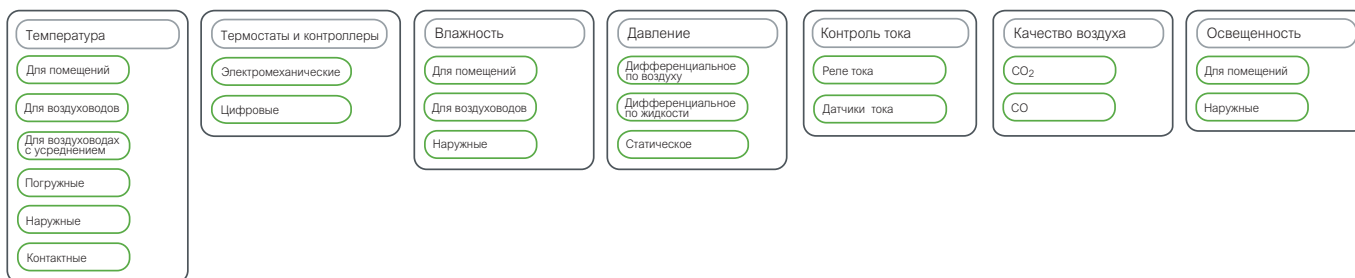 Температура
Для помещений
Для воздуховодов
Для воздуховодах
с усреднением
Погружные
Наружные
Контактные
Термостаты и контроллеры
Электромеханические
Цифровые
Влажность
Для помещений
Для воздуховодов
Наружные
Давление
Дифференциальное
по воздуху
Дифференциальное
по жидкости
Статическое
Контроль тока
Реле тока
Датчики тока
Качество воздуха
CO2
CO
Освещенность
Для помещений
Наружные